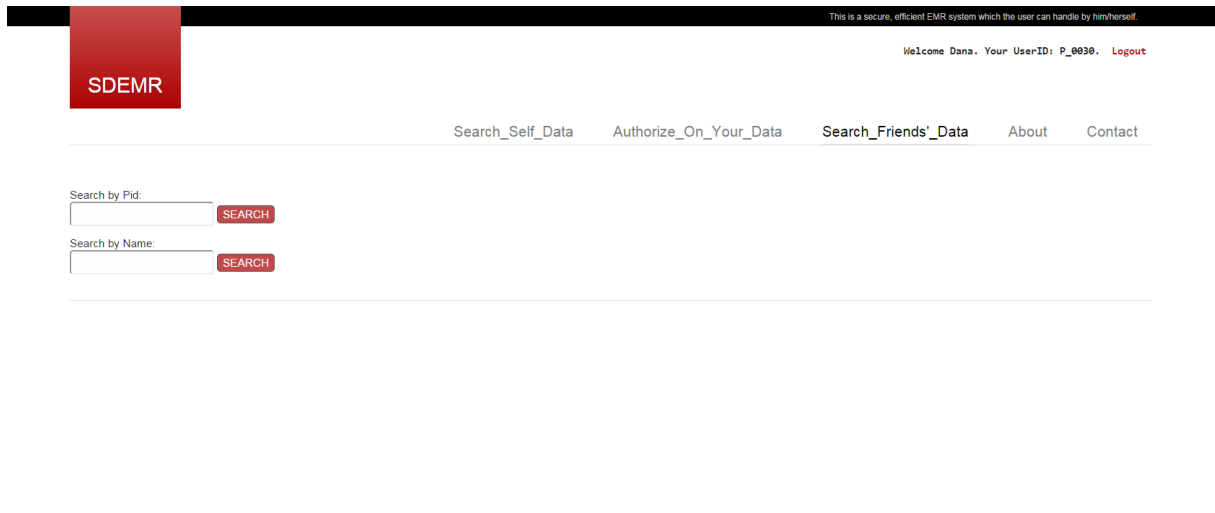 This is a secure, efficient EMR system which the user can handle by him/herself.
Welcome Dana. Your UserID: P_0030. Logout
SDEMR
Search_Self_Data Authorize_On_Your_Data Search_Friends'_Data About Contact
Search by Pid:
SEARCH
Search by Name:
SEARCH